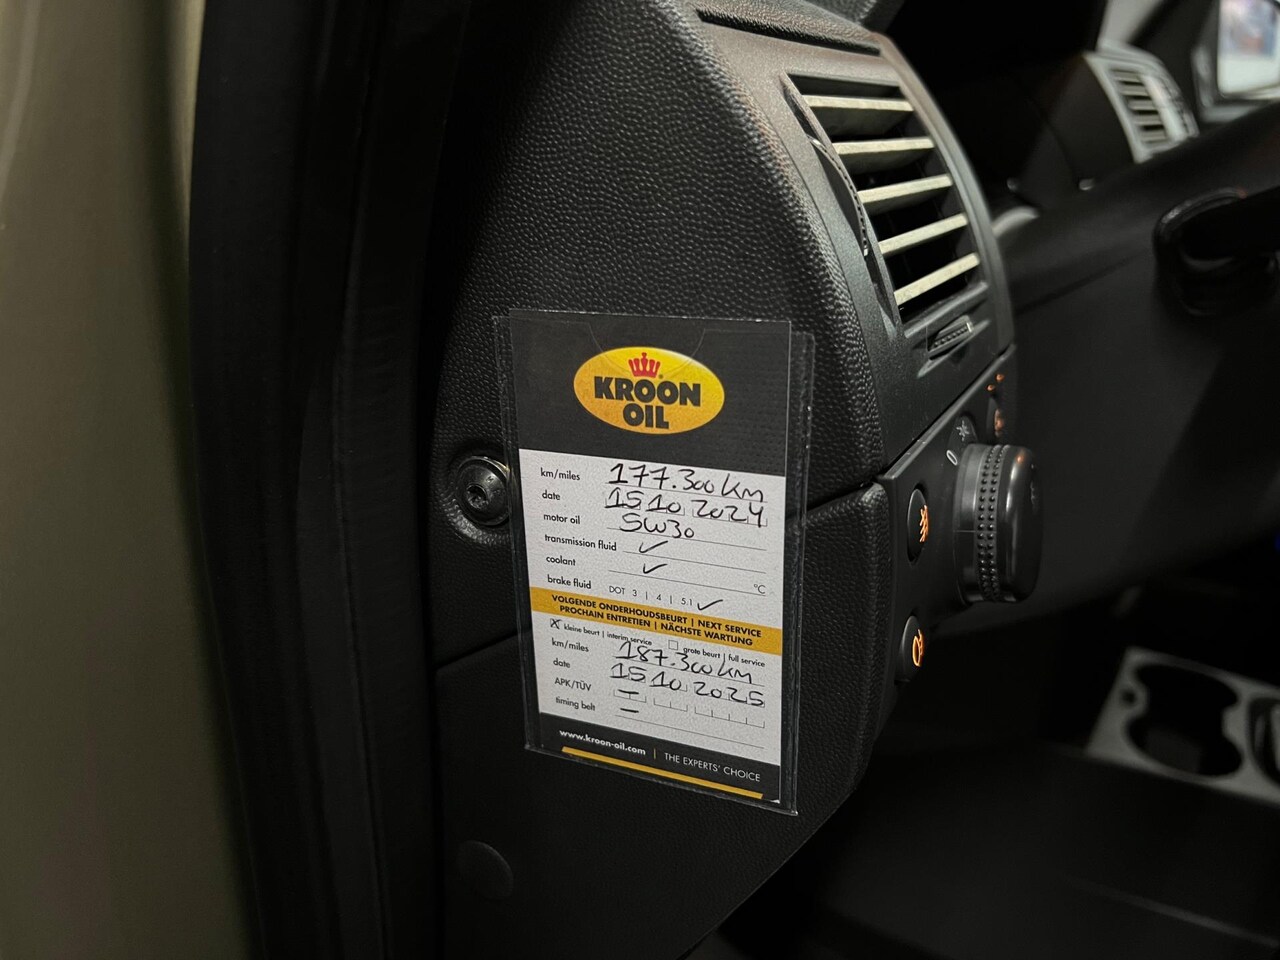 KROON
OIL
km/miles 177.300 km
date 15 10 2024
motor oil 5W30
transmission fluid ✓
coolant ✓ °C
brake fluid DOT 3 | 4 | 5.1 ✓
VOLGENDE ONDERHOUDSBEURT | NEXT SERVICE
PROCHAIN ENTRETIEN | NÄCHSTE WARTUNG
X kleine beurt | interim service grote beurt | full service
km/miles 187.300 km
date 15 10 2025
APK/TÜV –
timing belt –
www.kroon-oil.com | THE EXPERTS' CHOICE
0